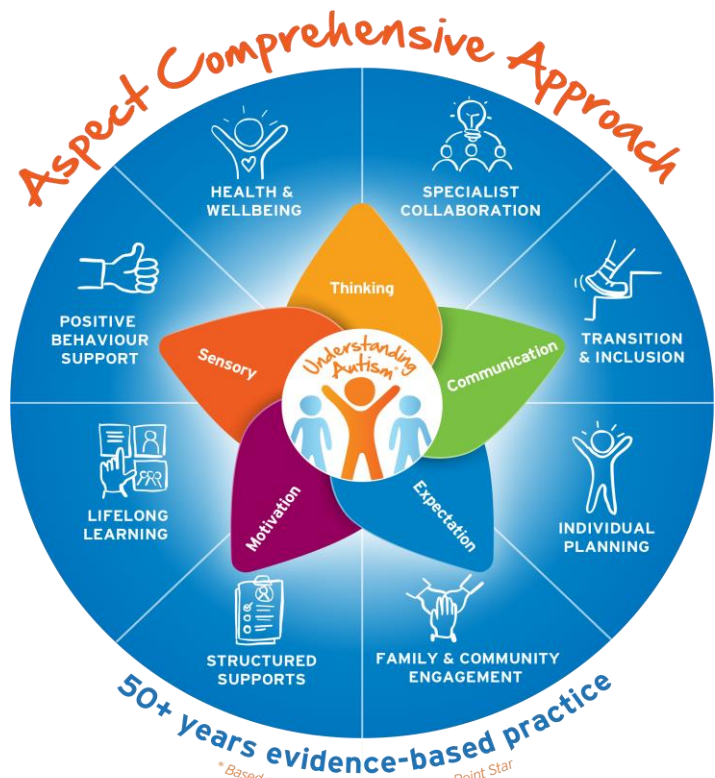 Aspect Comprehensive Approach
HEALTH &
WELLBEING
SPECIALIST
COLLABORATION
POSITIVE
BEHAVIOUR
SUPPORT
TRANSITION
& INCLUSION
LIFELONG
LEARNING
INDIVIDUAL
PLANNING
STRUCTURED
SUPPORTS
FAMILY & COMMUNITY
ENGAGEMENT
Thinking
Sensory
Communication
Motivation
Expectation
Understanding
Autism*
50+ years evidence-based practice
* Based
Point Star